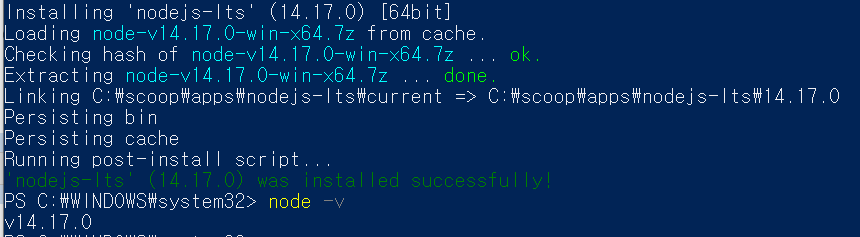 Installing 'nodejs-lts' (14.17.0) [64bit]
Loading node-v14.17.0-win-x64.7z from cache.
Checking hash of node-v14.17.0-win-x64.7z ... ok.
Extracting node-v14.17.0-win-x64.7z ... done.
Linking C:₩scoop₩apps₩nodejs-lts₩current => C:₩scoop₩apps₩nodejs-lts₩14.17.0
Persisting bin
Persisting cache
Running post-install script...
'nodejs-lts' (14.17.0) was installed successfully!
PS C:₩WINDOWS₩system32> node -v
v14.17.0